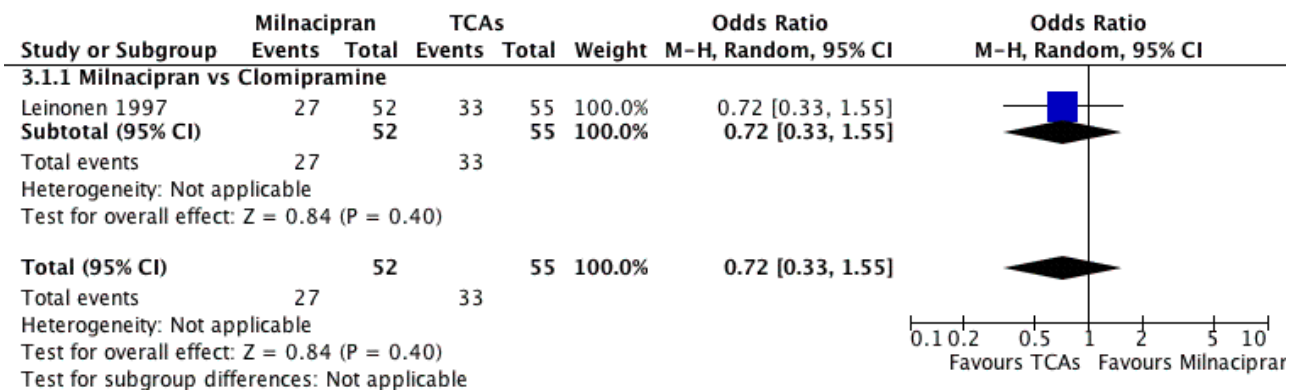 Milnacipran TCAs Odds Ratio Odds Ratio
Study or Subgroup Events Total Events Total Weight M-H, Random, 95% CI M-H, Random, 95% CI
3.1.1 Milnacipran vs Clomipramine
Leinonen 1997 27 52 33 55 100.0% 0.72 [0.33, 1.55]
Subtotal (95% CI) 52 55 100.0% 0.72 [0.33, 1.55]
Total events 27 33
Heterogeneity: Not applicable
Test for overall effect: Z = 0.84 (P = 0.40)
Total (95% CI) 52 55 100.0% 0.72 [0.33, 1.55]
Total events 27 33
Heterogeneity: Not applicable
Test for overall effect: Z = 0.84 (P = 0.40)
Test for subgroup differences: Not applicable
0.1 0.2 0.5 1 2 5 10
Favours TCAs Favours Milnacipran